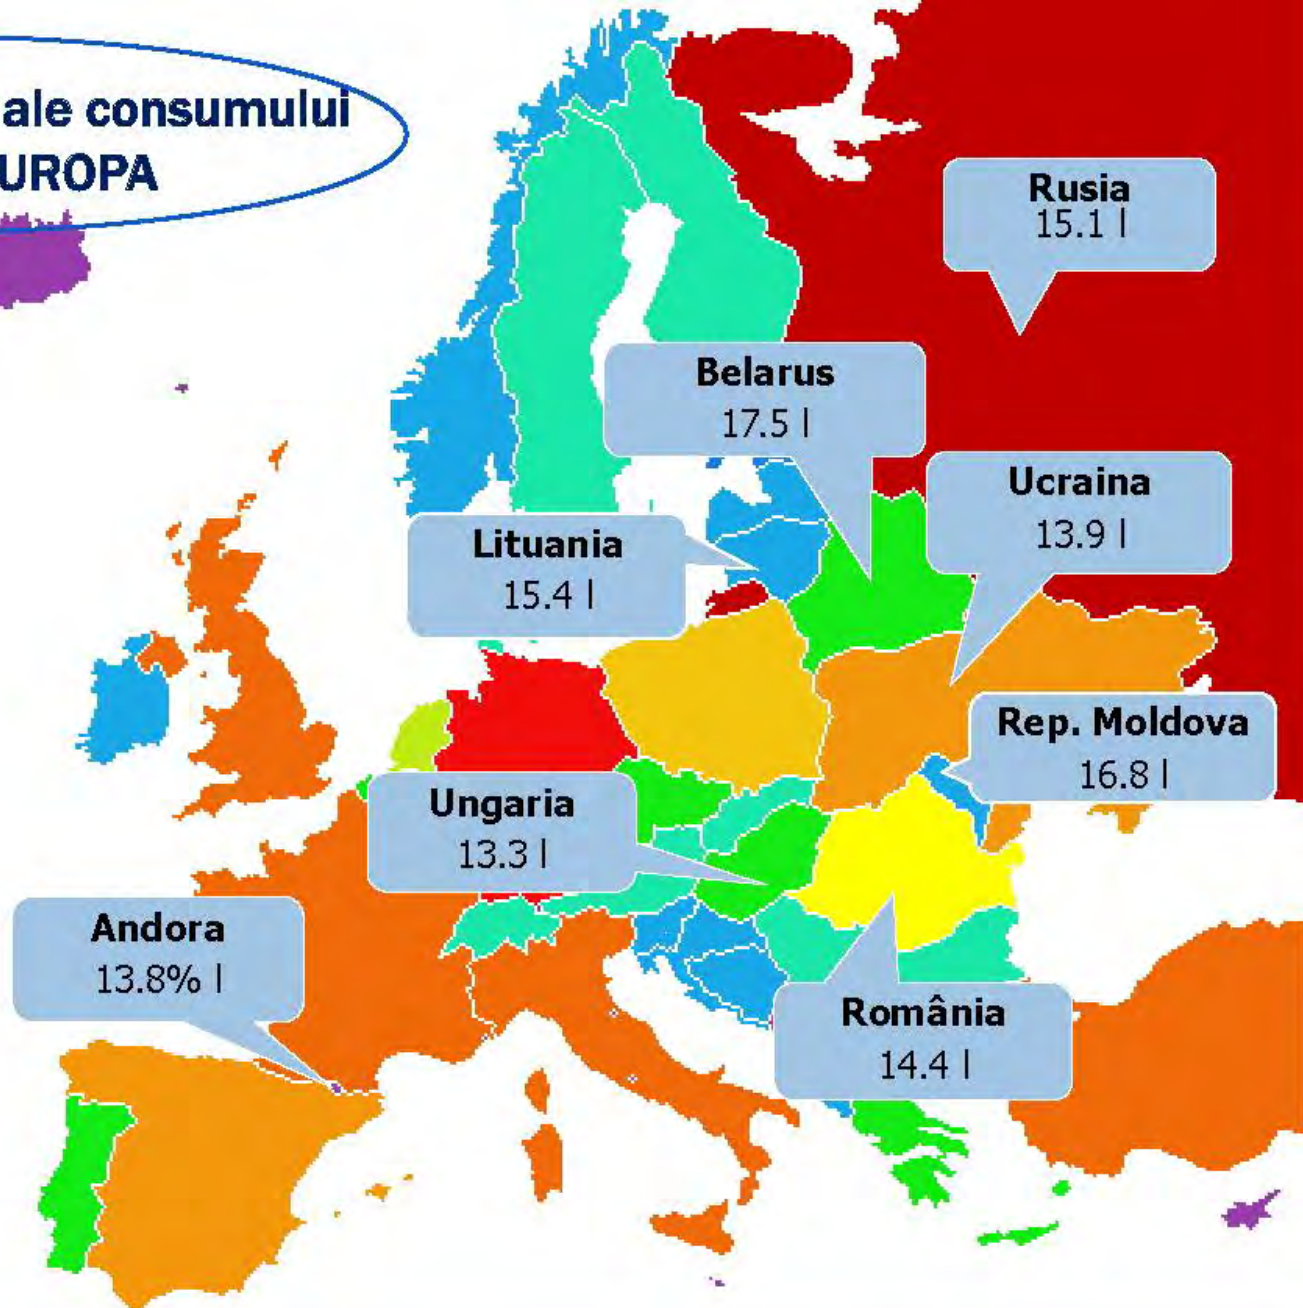 ale consumului
UROPA
Rusia
15.1 l
Belarus
17.5 l
Ucraina
13.9 l
Lituania
15.4 l
Rep. Moldova
16.8 l
Ungaria
13.3 l
Andora
13.8% l
România
14.4 l